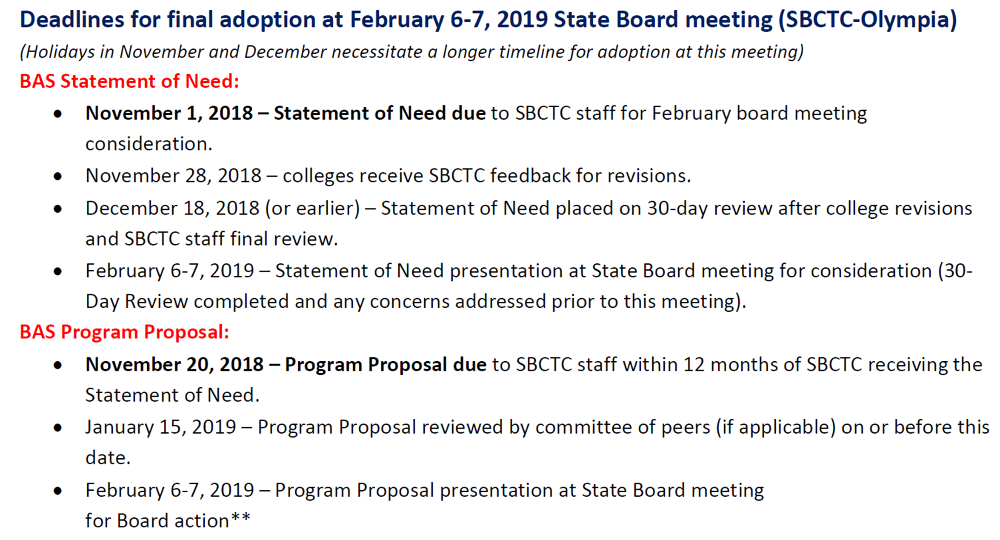 Deadlines for final adoption at February 6-7, 2019 State Board meeting (SBCTC-Olympia)
(Holidays in November and December necessitate a longer timeline for adoption at this meeting)
BAS Statement of Need:
● November 1, 2018 – Statement of Need due to SBCTC staff for February board meeting
consideration.
● November 28, 2018 – colleges receive SBCTC feedback for revisions.
● December 18, 2018 (or earlier) – Statement of Need placed on 30-day review after college revisions
and SBCTC staff final review.
● February 6-7, 2019 – Statement of Need presentation at State Board meeting for consideration (30-
Day Review completed and any concerns addressed prior to this meeting).
BAS Program Proposal:
● November 20, 2018 – Program Proposal due to SBCTC staff within 12 months of SBCTC receiving the
Statement of Need.
● January 15, 2019 – Program Proposal reviewed by committee of peers (if applicable) on or before this
date.
● February 6-7, 2019 – Program Proposal presentation at State Board meeting
for Board action**